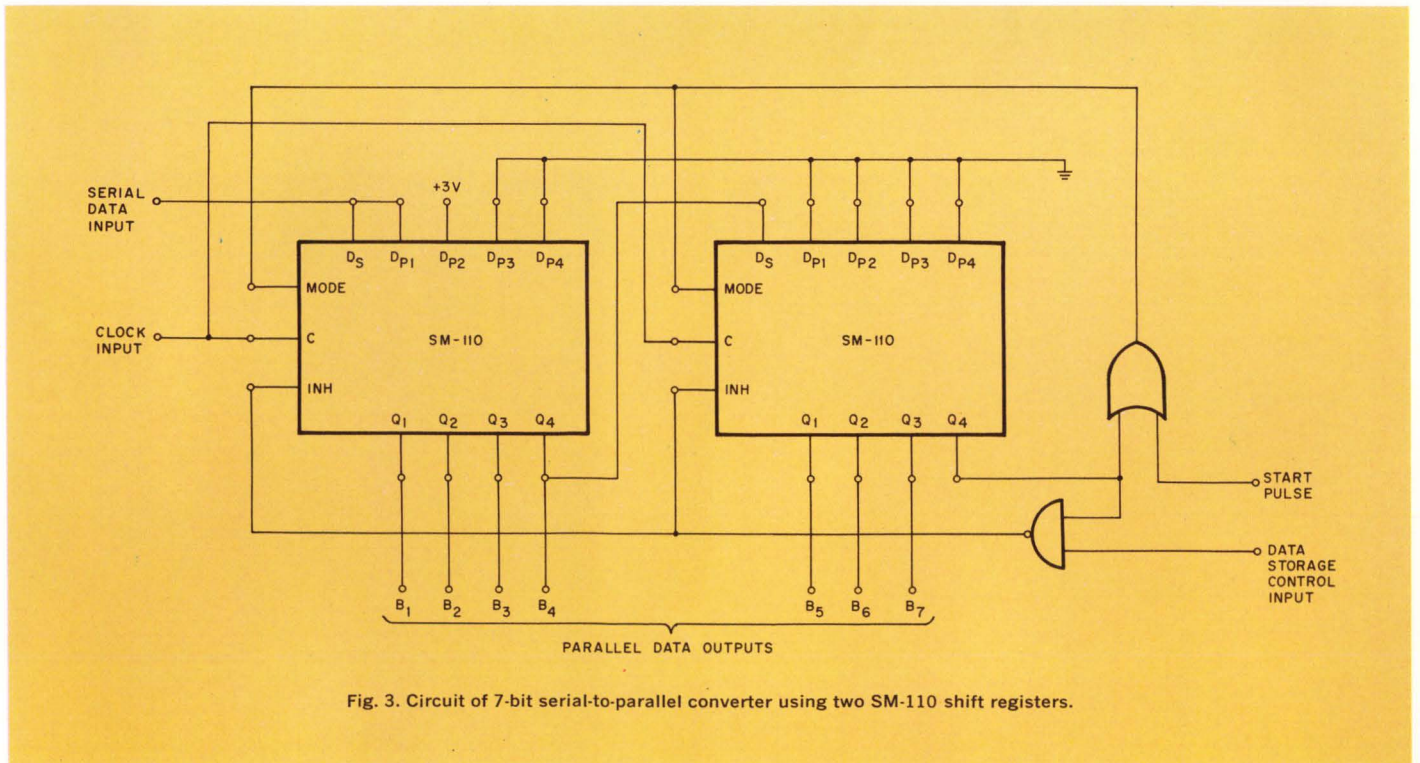 SERIAL
DATA
INPUT
+3V
DS DP1 DP2 DP3 DP4
MODE
CLOCK
INPUT
C
SM-110
INH
Q1 Q2 Q3 Q4
DS DP1 DP2 DP3 DP4
MODE
C
SM-110
INH
Q1 Q2 Q3 Q4
START
PULSE
DATA
STORAGE
CONTROL
INPUT
B1 B2 B3 B4
B5 B6 B7
PARALLEL DATA OUTPUTS
Fig. 3. Circuit of 7-bit serial-to-parallel converter using two SM-110 shift registers.